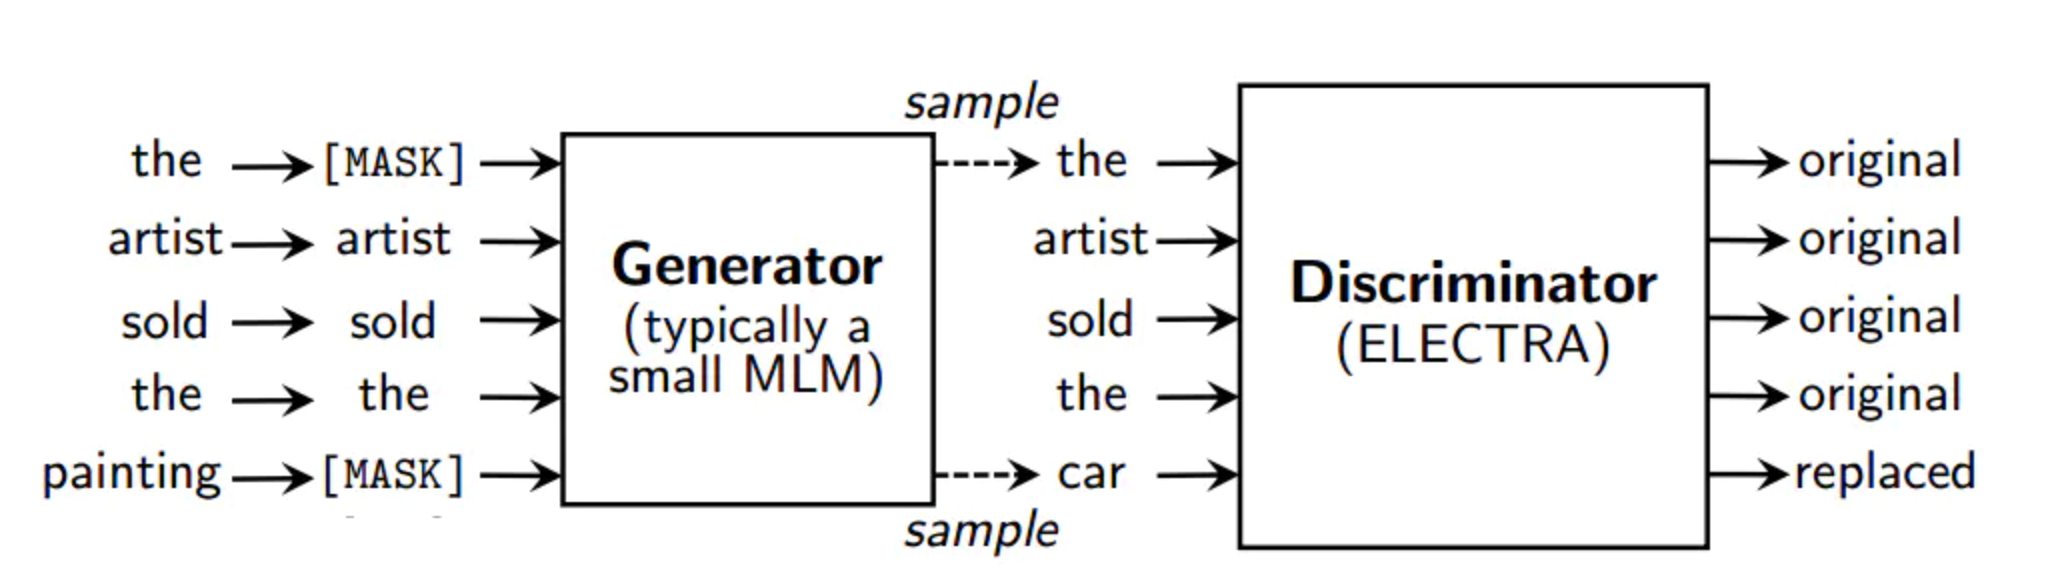 sample
the [MASK] the original
artist artist artist original
Generator
Discriminator
sold sold sold original
(typically a
small MLM)
(ELECTRA)
the the the original
painting [MASK] car replaced
sample